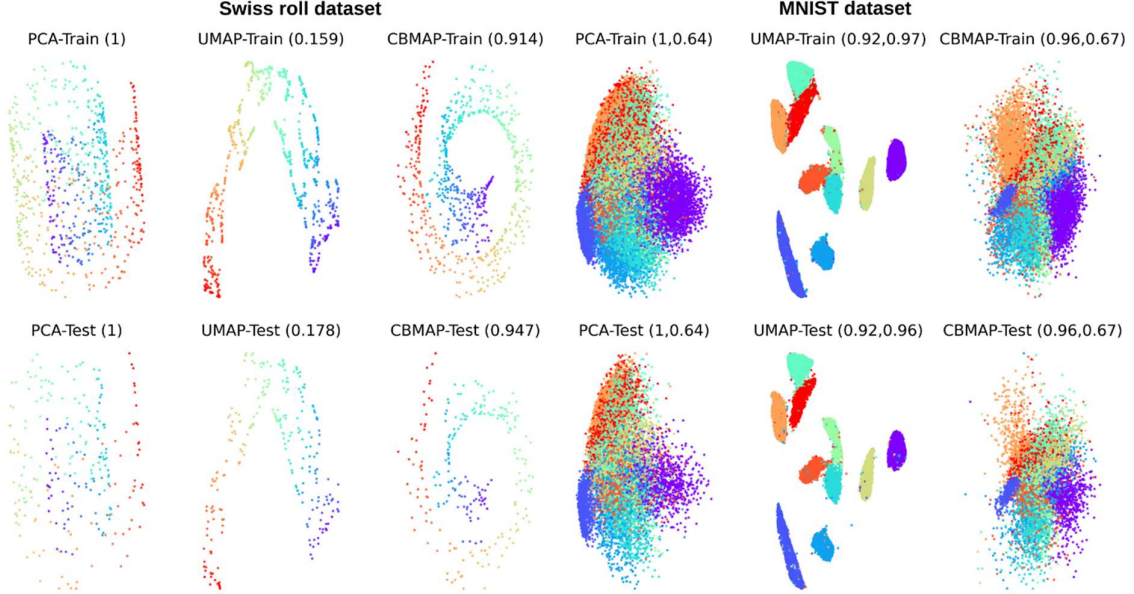 Swiss roll dataset
MNIST dataset
PCA-Train (1)
UMAP-Train (0.159)
CBMAP-Train (0.914)
PCA-Train (1,0.64)
UMAP-Train (0.92,0.97)
CBMAP-Train (0.96,0.67)
PCA-Test (1)
UMAP-Test (0.178)
CBMAP-Test (0.947)
PCA-Test (1,0.64)
UMAP-Test (0.92,0.96)
CBMAP-Test (0.96,0.67)